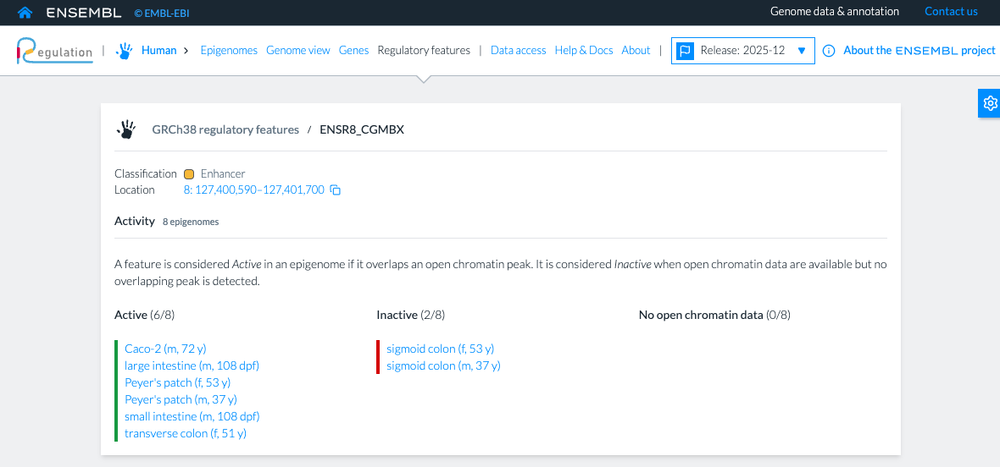 ENSEMBL © EMBL-EBI Genome data & annotation Contact us
Regulation | Human > Epigenomes Genome view Genes Regulatory features | Data access Help & Docs About | Release: 2025-12 About the ENSEMBL project
GRCh38 regulatory features / ENSR8_CGMBX
Classification Enhancer
Location 8: 127,400,590–127,401,700
Activity 8 epigenomes
A feature is considered Active in an epigenome if it overlaps an open chromatin peak. It is considered Inactive when open chromatin data are available but no
overlapping peak is detected.
Active (6/8) Inactive (2/8) No open chromatin data (0/8)
Caco-2 (m, 72 y) sigmoid colon (f, 53 y)
large intestine (m, 108 dpf) sigmoid colon (m, 37 y)
Peyer's patch (f, 53 y)
Peyer's patch (m, 37 y)
small intestine (m, 108 dpf)
transverse colon (f, 51 y)